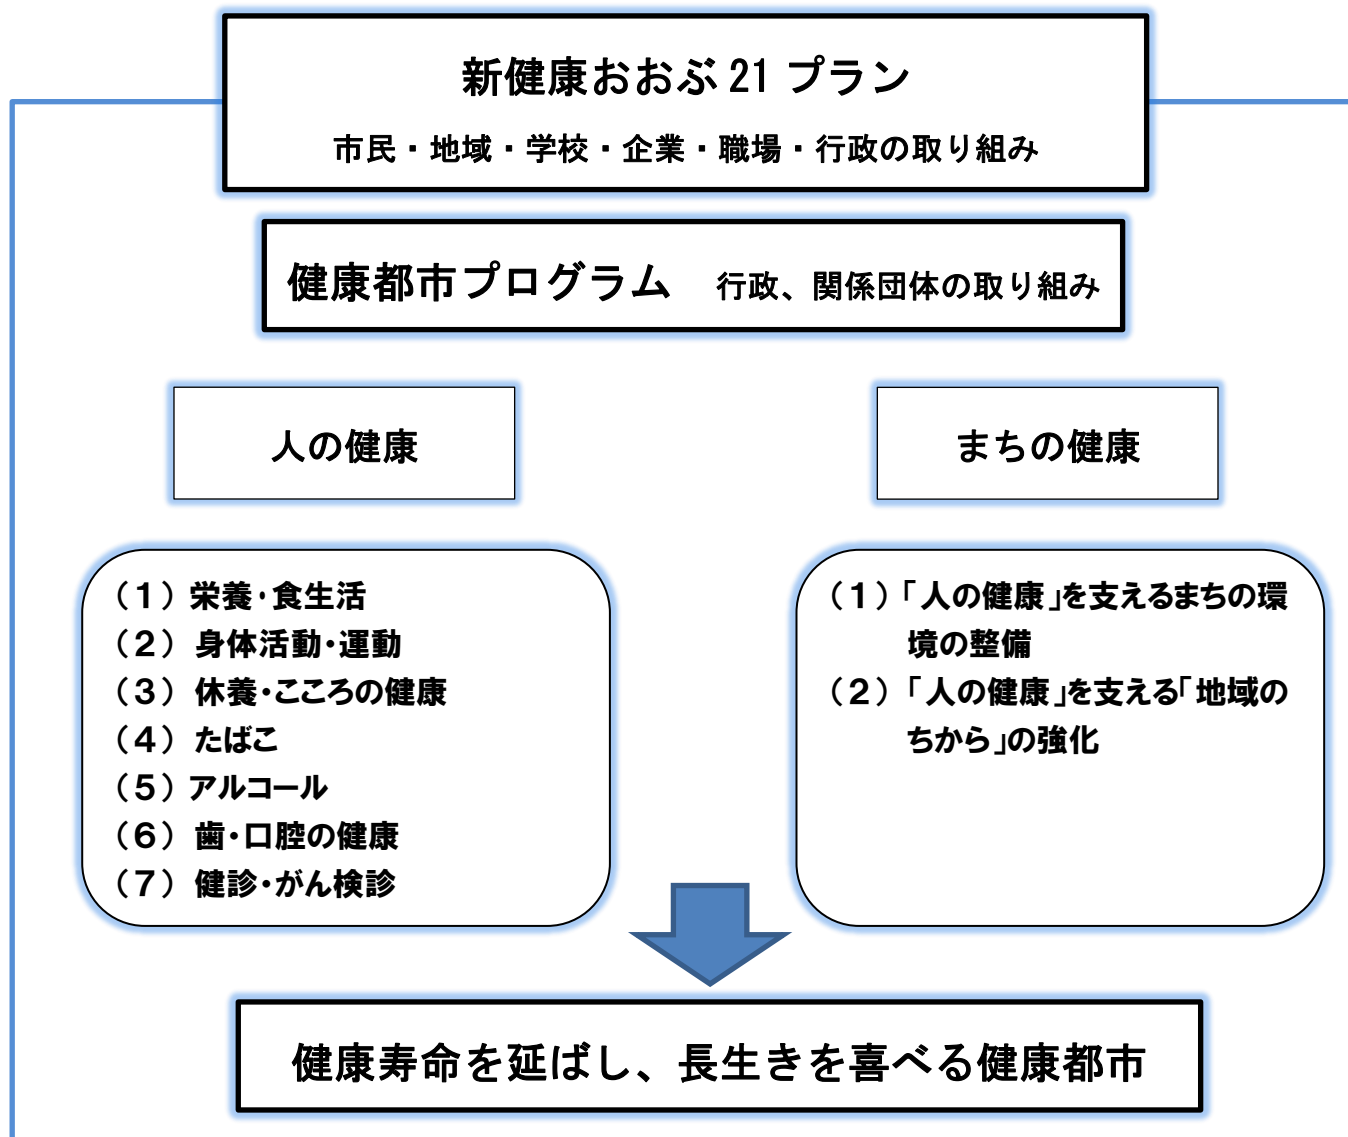 新健康おおぶ 21 プラン
市民・地域・学校・企業・職場・行政の取り組み
健康都市プログラム 行政、関係団体の取り組み
人の健康
(1) 栄養・食生活
(2) 身体活動・運動
(3) 休養・こころの健康
(4) たばこ
(5) アルコール
(6) 歯・口腔の健康
(7) 健診・がん検診
まちの健康
(1)「人の健康」を支えるまちの環
境の整備
(2)「人の健康」を支える「地域の
ちから」の強化
健康寿命を延ばし、長生きを喜べる健康都市